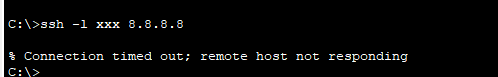 C:\>ssh -l xxx 8.8.8.8
% Connection timed out; remote host not responding
C:\>